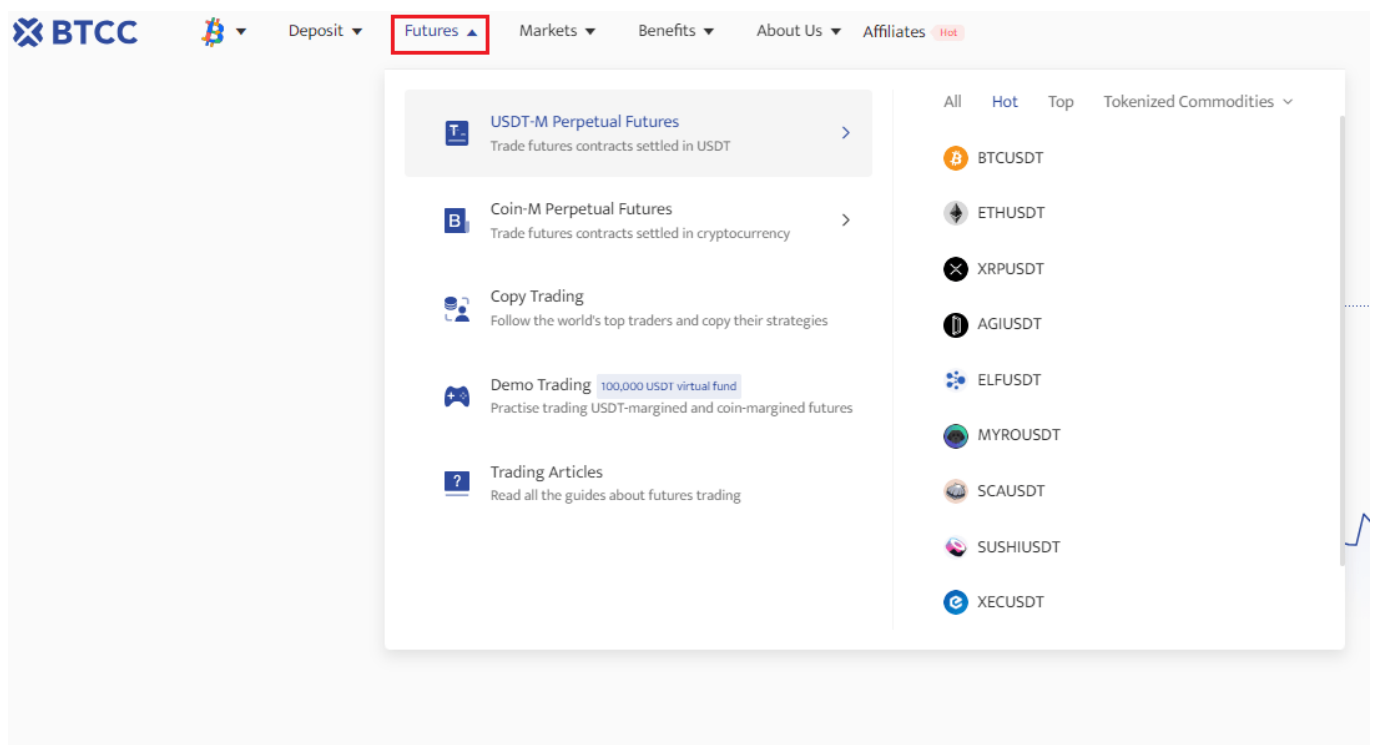 BTCC
Deposit
Futures
Markets
Benefits
About Us
Affiliates
Hot
USDT-M Perpetual Futures
Trade futures contracts settled in USDT
Coin-M Perpetual Futures
Trade futures contracts settled in cryptocurrency
Copy Trading
Follow the world's top traders and copy their strategies
Demo Trading 100,000 USDT virtual fund
Practise trading USDT-margined and coin-margined futures
Trading Articles
Read all the guides about futures trading
All Hot Top Tokenized Commodities
BTCUSDT
ETHUSDT
XRPUSDT
AGIUSDT
ELFUSDT
MYROUSDT
SCAUSDT
SUSHIUSDT
XECUSDT